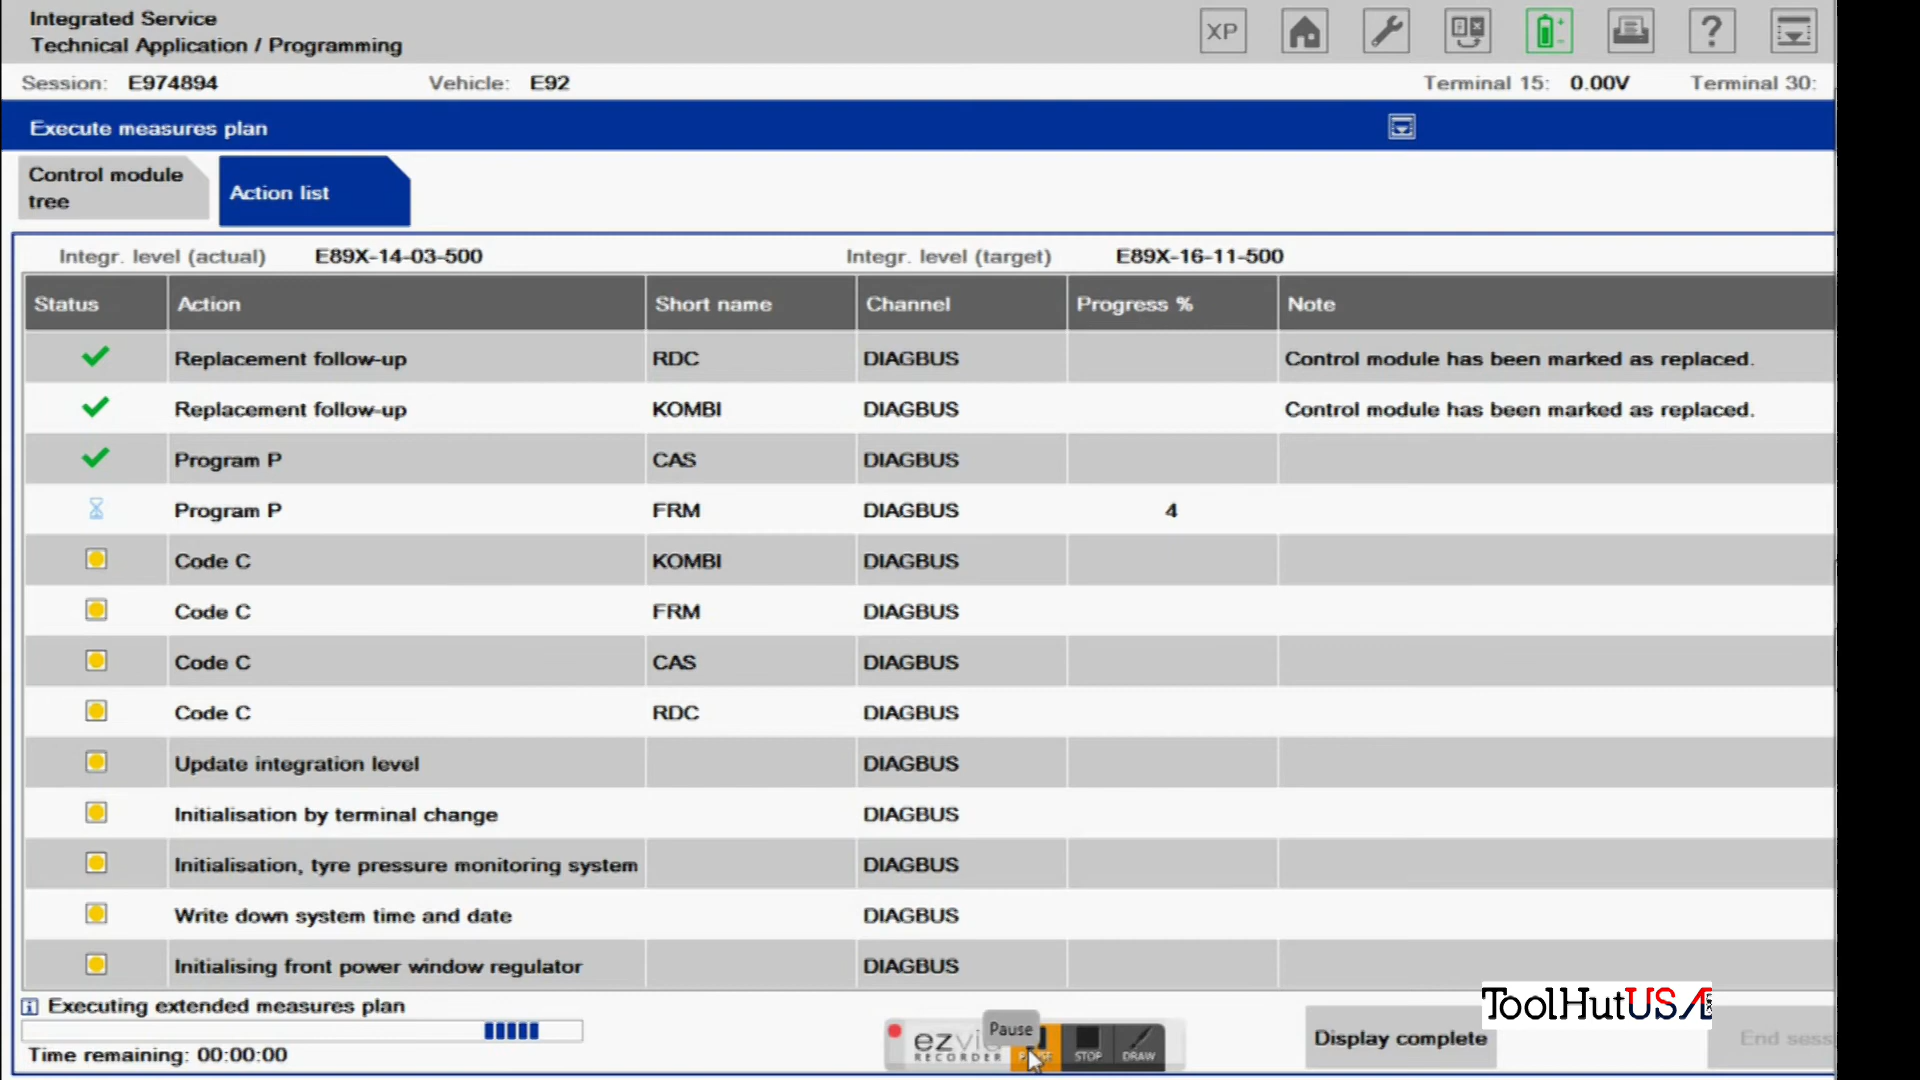 Integrated Service
Technical Application / Programming
XP
?
Session: E974894 Vehicle: E92 Terminal 15: 0.00V Terminal 30:
Execute measures plan
Control module
tree
Action list
Integr. level (actual) E89X-14-03-500 Integr. level (target) E89X-16-11-500
Status Action Short name Channel Progress % Note
Replacement follow-up RDC DIAGBUS Control module has been marked as replaced.
Replacement follow-up KOMBI DIAGBUS Control module has been marked as replaced.
Program P CAS DIAGBUS
Program P FRM DIAGBUS 4
Code C KOMBI DIAGBUS
Code C FRM DIAGBUS
Code C CAS DIAGBUS
Code C RDC DIAGBUS
Update integration level DIAGBUS
Initialisation by terminal change DIAGBUS
Initialisation, tyre pressure monitoring system DIAGBUS
Write down system time and date DIAGBUS
Initialising front power window regulator DIAGBUS
Executing extended measures plan
Time remaining: 00:00:00
Pause
RECORDER STOP DRAW
Display complete
End sess
ToolHutUSA